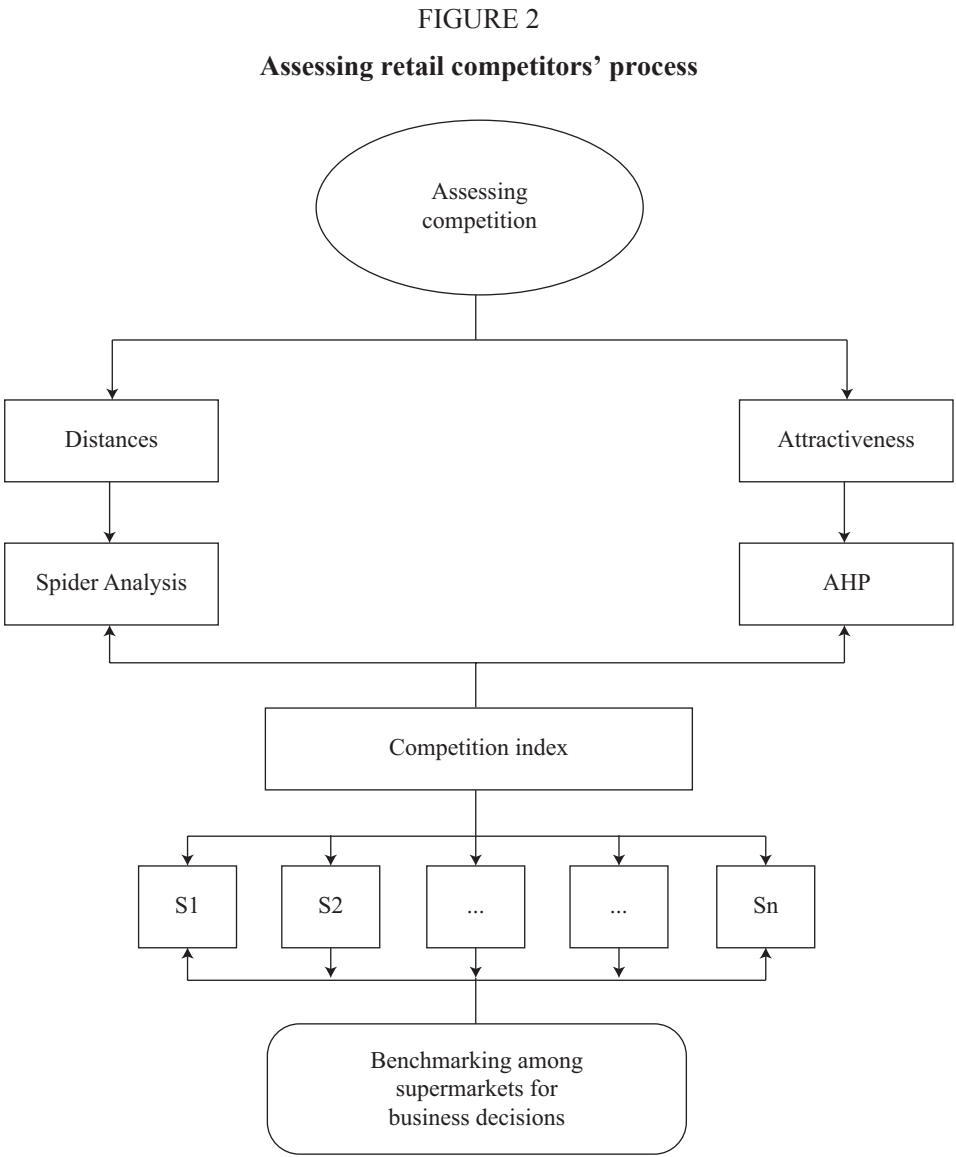 FIGURE 2
Assessing retail competitors’ process
Assessing
competition
Distances
Attractiveness
Spider Analysis
AHP
Competition index
S1
S2
...
...
Sn
Benchmarking among
supermarkets for
business decisions